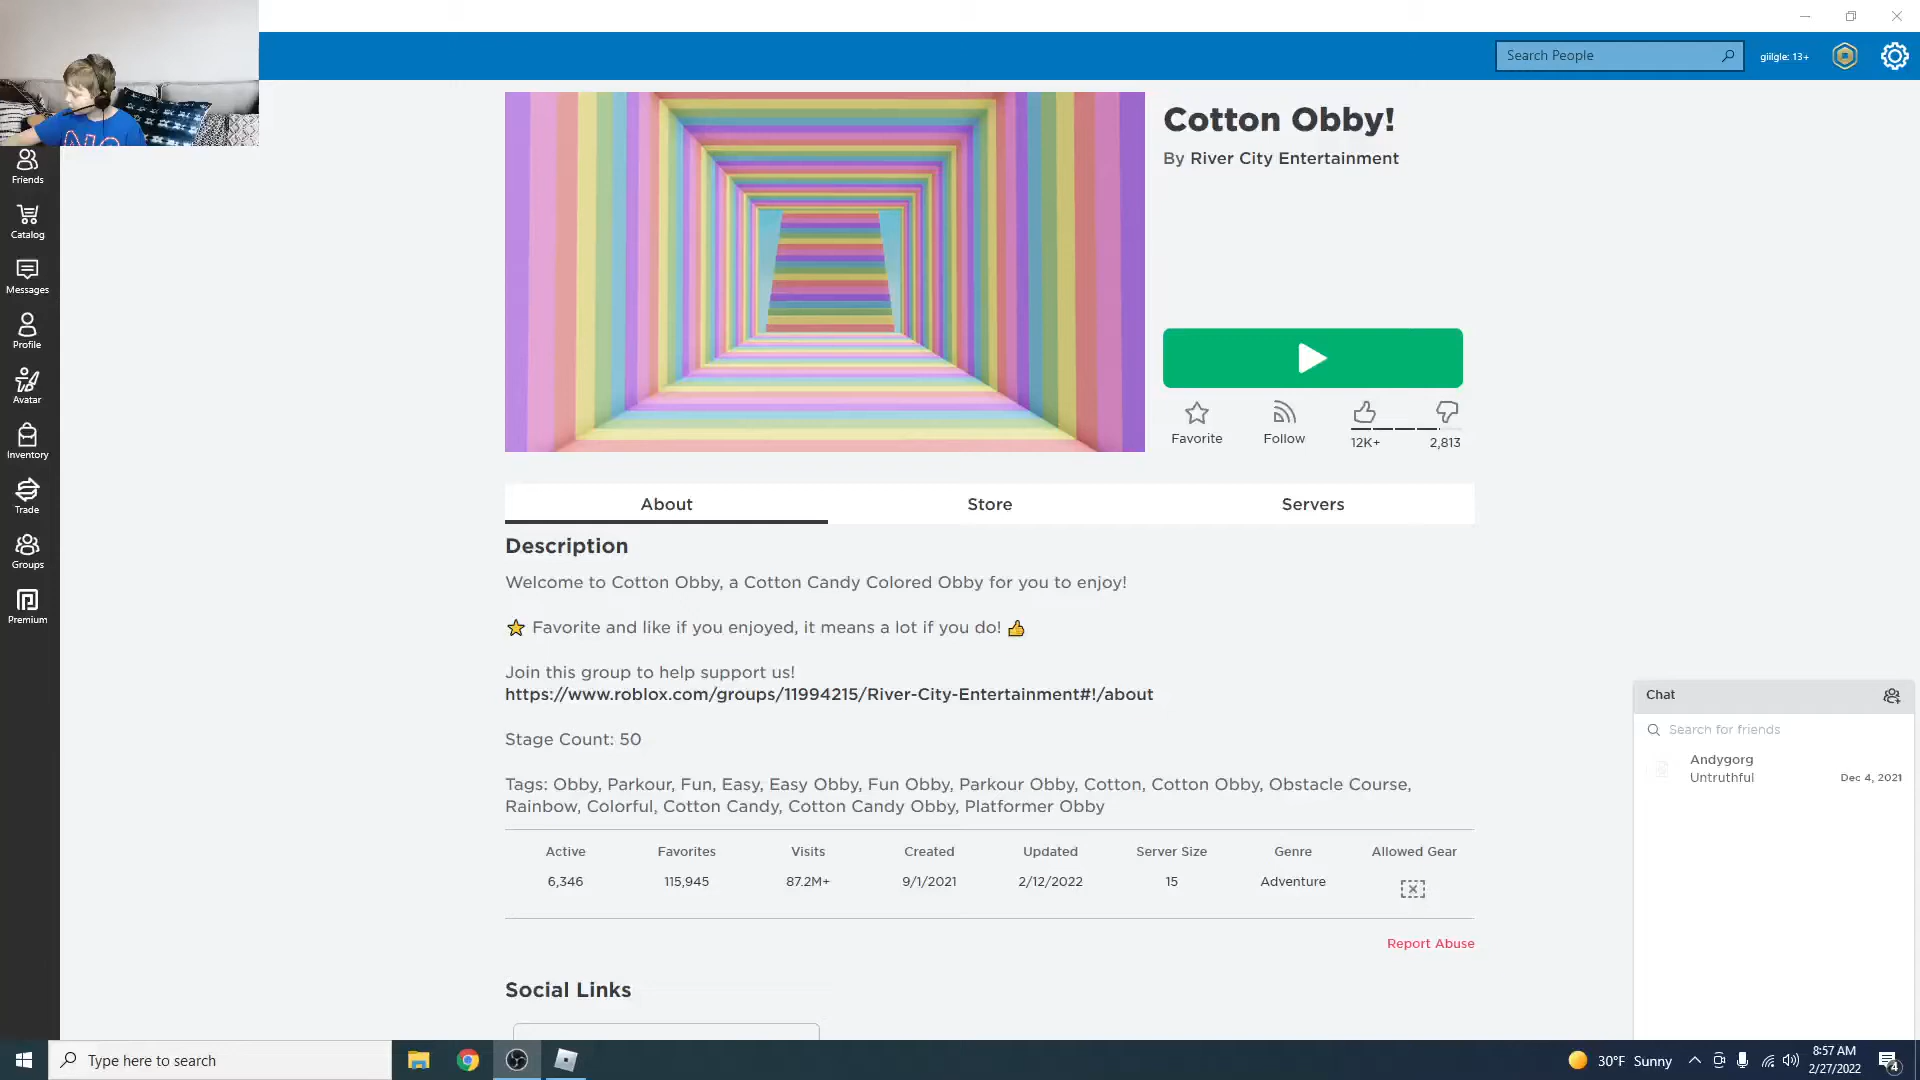 Search People
giilgle: 13+
NO
Friends
Catalog
Messages
Profile
Avatar
Inventory
Trade
Groups
Premium
Cotton Obby!
By River City Entertainment
Favorite
Follow
12K+
2,813
About
Store
Servers
Description
Welcome to Cotton Obby, a Cotton Candy Colored Obby for you to enjoy!
⭐ Favorite and like if you enjoyed, it means a lot if you do! 👍
Join this group to help support us!
https://www.roblox.com/groups/11994215/River-City-Entertainment#!/about
Stage Count: 50
Tags: Obby, Parkour, Fun, Easy, Easy Obby, Fun Obby, Parkour Obby, Cotton, Cotton Obby, Obstacle Course,
Rainbow, Colorful, Cotton Candy, Cotton Candy Obby, Platformer Obby
Active Favorites Visits Created Updated Server Size Genre Allowed Gear
6,346 115,945 87.2M+ 9/1/2021 2/12/2022 15 Adventure
Report Abuse
Social Links
Chat
Search for friends
Andygorg
Untruthful Dec 4, 2021
Type here to search
30°F Sunny
8:57 AM
2/27/2022
4